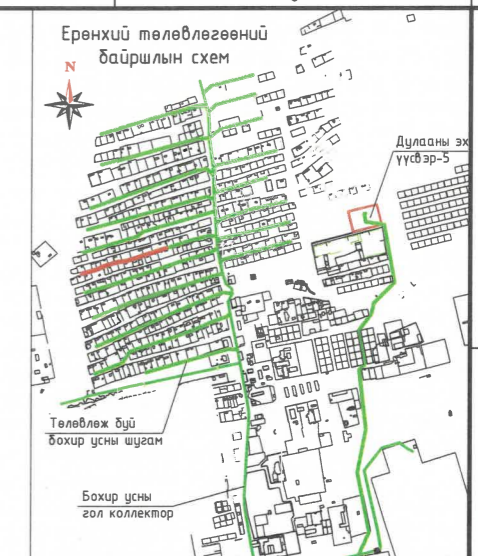 Ерөнхий төлөвлөгөөний
байршлын схем
N
Дулааны эх
үүсвэр-5
Төлөвлөж буй
бохир усны шугам
Бохир усны
гол коллектор